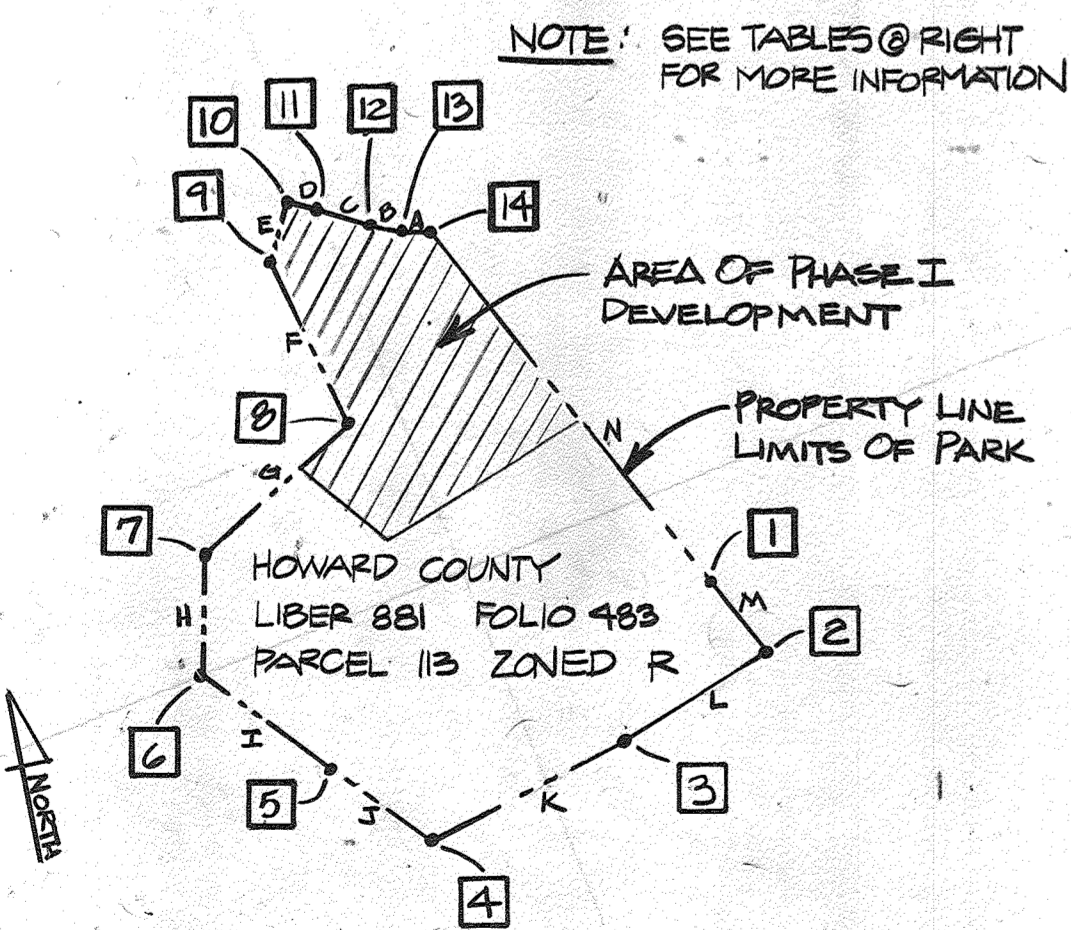 NOTE: SEE TABLES @ RIGHT
FOR MORE INFORMATION
11
12
13
10
9
14
D
C
B
A
E
AREA OF PHASE I
DEVELOPMENT
F
8
PROPERTY LINE
LIMITS OF PARK
N
G
7
1
HOWARD COUNTY
LIBER 881 FOLIO 483
PARCEL 113 ZONED R
H
M
2
L
6
I
5
3
J
K
4
NORTH